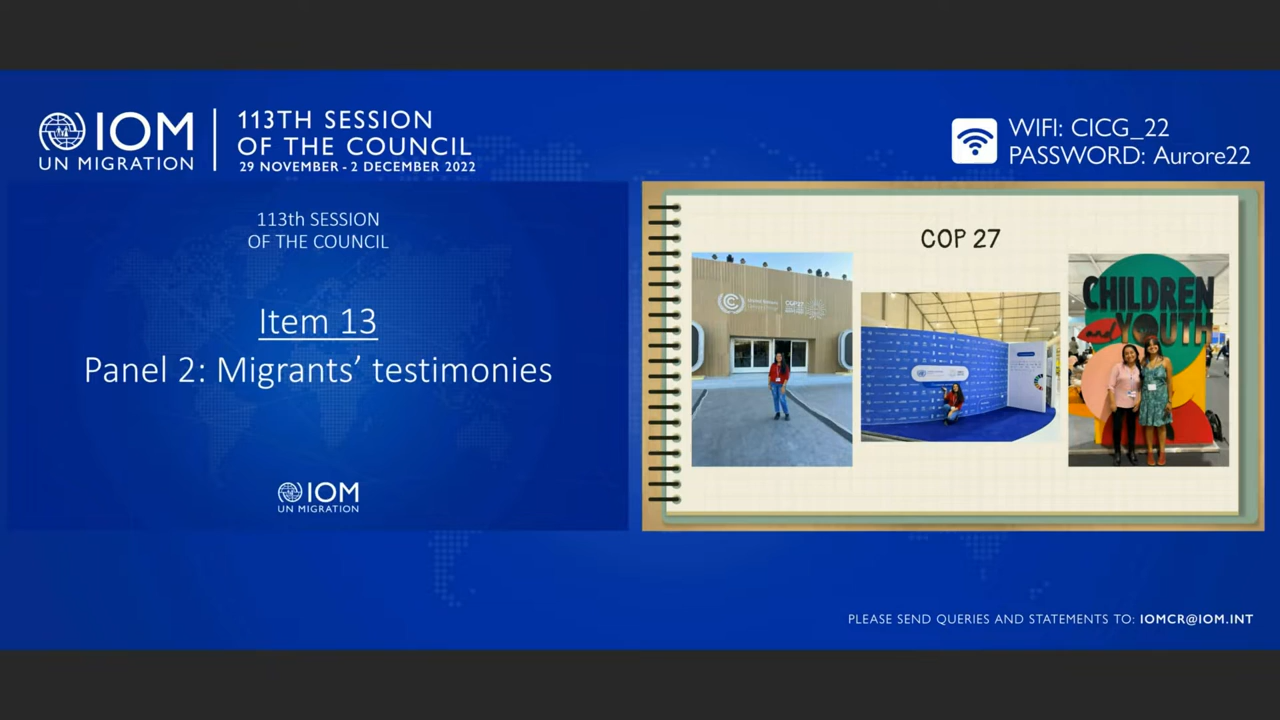 IOM
UN MIGRATION
113TH SESSION
OF THE COUNCIL
29 NOVEMBER - 2 DECEMBER 2022
WIFI: CICG_22
PASSWORD: Aurore22
113th SESSION
OF THE COUNCIL
Item 13
Panel 2: Migrants’ testimonies
IOM
UN MIGRATION
COP 27
CHILDREN
and YOUTH
PLEASE SEND QUERIES AND STATEMENTS TO: IOMCR@IOM.INT